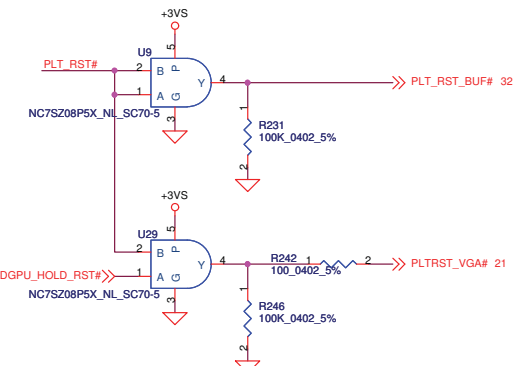 +3VS
U9
5
PLT_RST#
2
B
P
Y
4
PLT_RST_BUF# 32
1
A
G
NC7SZ08P5X_NL_SC70-5
3
1
R231
100K_0402_5%
2
+3VS
U29
5
2
B
P
Y
4
R242
1
2
PLTRST_VGA# 21
100_0402_5%
DGPU_HOLD_RST#
1
A
G
NC7SZ08P5X_NL_SC70-5
3
1
R246
100K_0402_5%
2